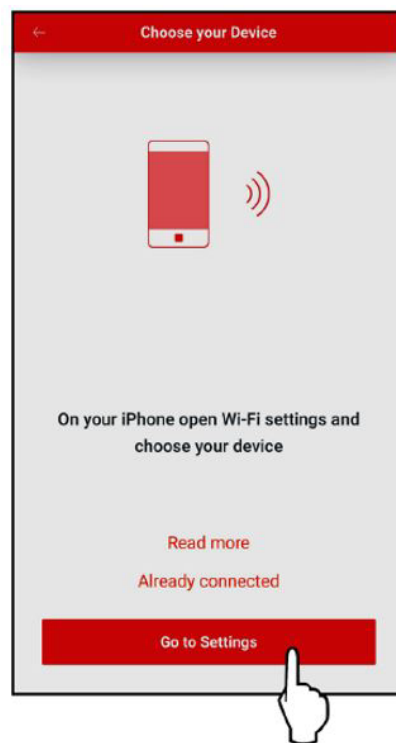 Choose your Device
On your iPhone open Wi-Fi settings and
choose your device
Read more
Already connected
Go to Settings